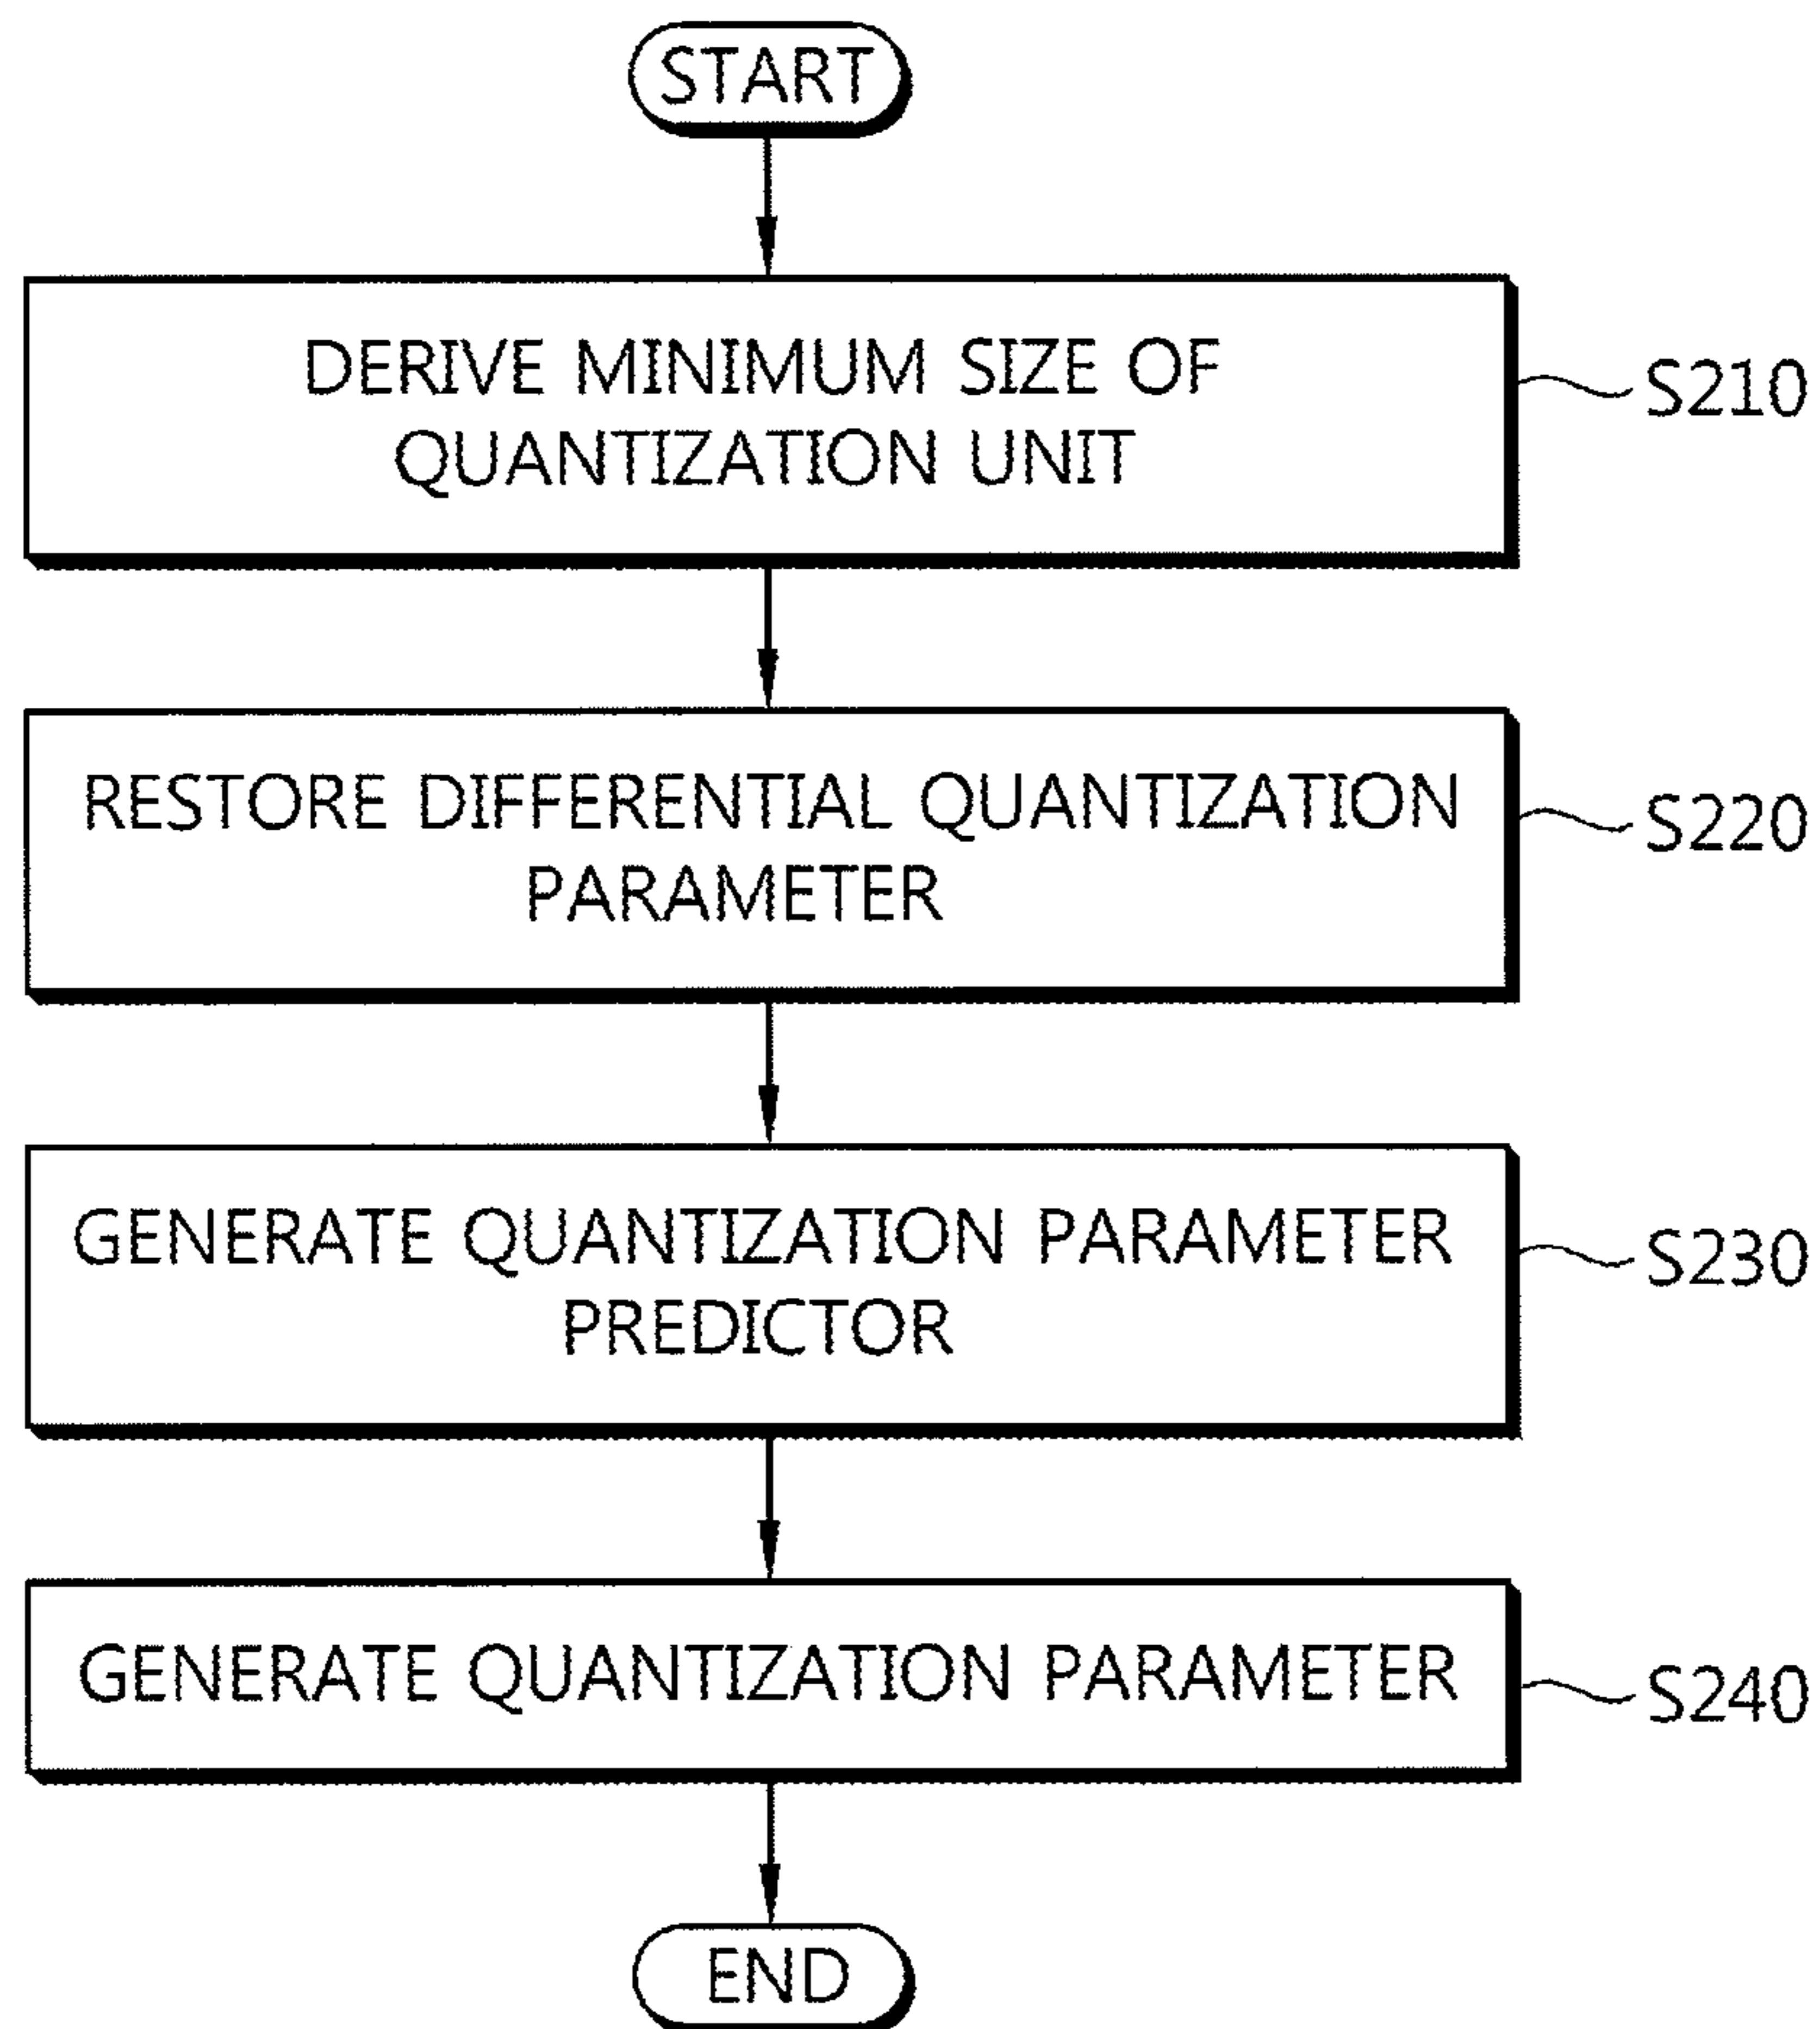 START
DERIVE MINIMUM SIZE OF
QUANTIZATION UNIT
S210
RESTORE DIFFERENTIAL QUANTIZATION
PARAMETER
S220
GENERATE QUANTIZATION PARAMETER
PREDICTOR
S230
GENERATE QUANTIZATION PARAMETER
S240
END